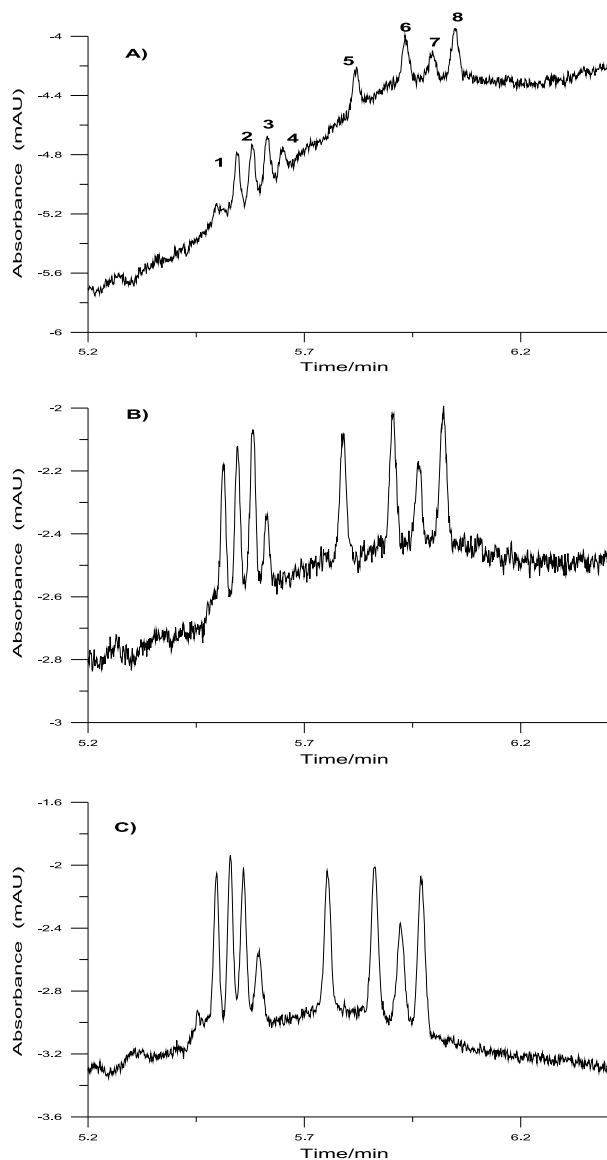 A)
1 2 3 4 5 6 7 8
Absorbance (mAU)
-4
-4.4
-4.8
-5.2
-5.6
-6
5.2 5.7 6.2
Time/min
B)
Absorbance (mAU)
-2
-2.2
-2.4
-2.6
-2.8
-3
5.2 5.7 6.2
Time/min
C)
Absorbance (mAU)
-1.6
-2
-2.4
-2.8
-3.2
-3.6
5.2 5.7 6.2
Time/min